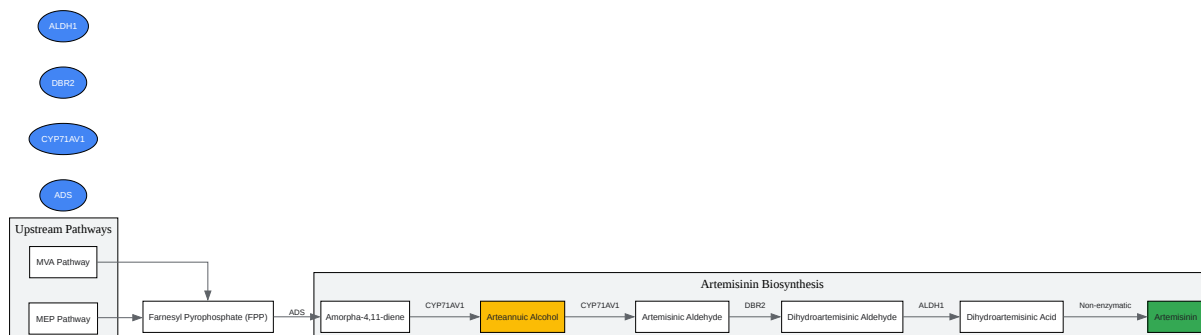 ALDH1
DBR2
CYP71AV1
ADS
Upstream Pathways
MVA Pathway
MEP Pathway
Farnesyl Pyrophosphate (FPP)
ADS
Artemisinin Biosynthesis
Amorpha-4,11-diene
CYP71AV1
Arteannuic Alcohol
CYP71AV1
Artemisinic Aldehyde
DBR2
Dihydroartemisinic Aldehyde
ALDH1
Dihydroartemisinic Acid
Non-enzymatic
Artemisinin